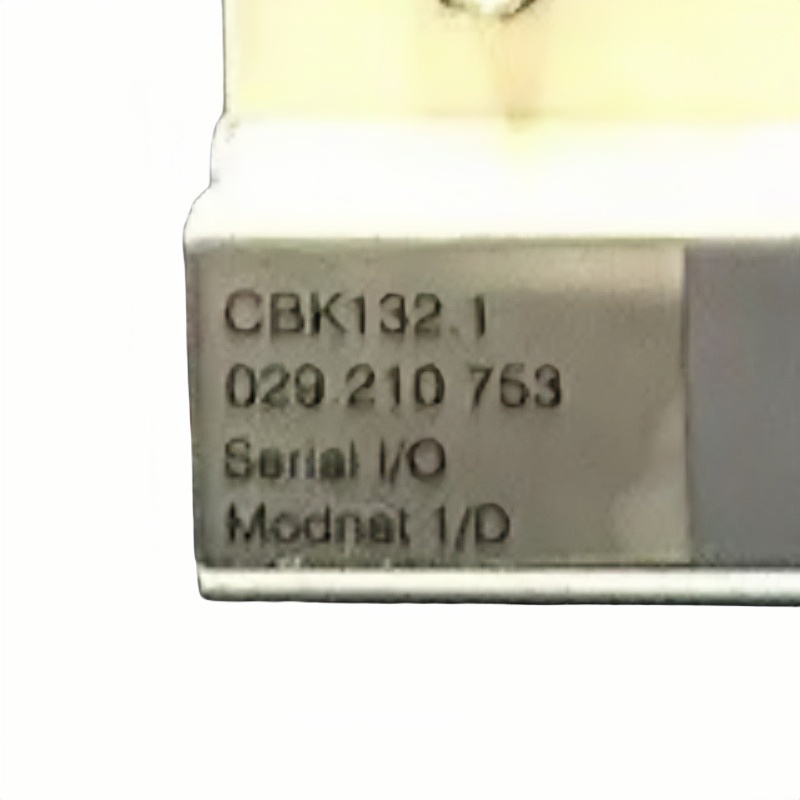 CBK132.1
029.210 753
Serial I/O
Modnet 1/D